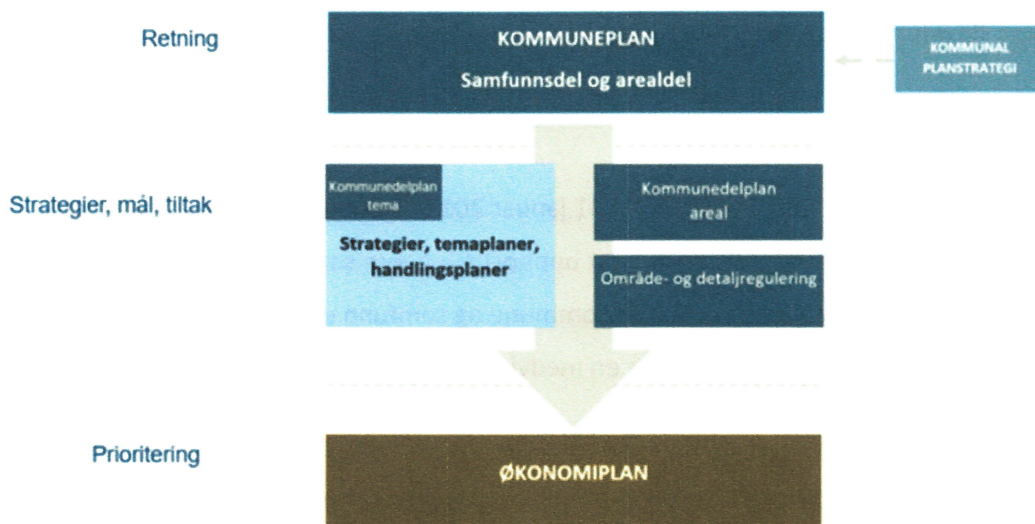 Retning
KOMMUNEPLAN
Samfunnsdel og arealdel
KOMMUNAL
PLANSTRATEGI
Strategier, mål, tiltak
Kommunedelplan
tema
Strategier, temaplaner,
handlingsplaner
Kommunedelplan
areal
Område- og detaljregulering
Prioritering
ØKONOMIPLAN